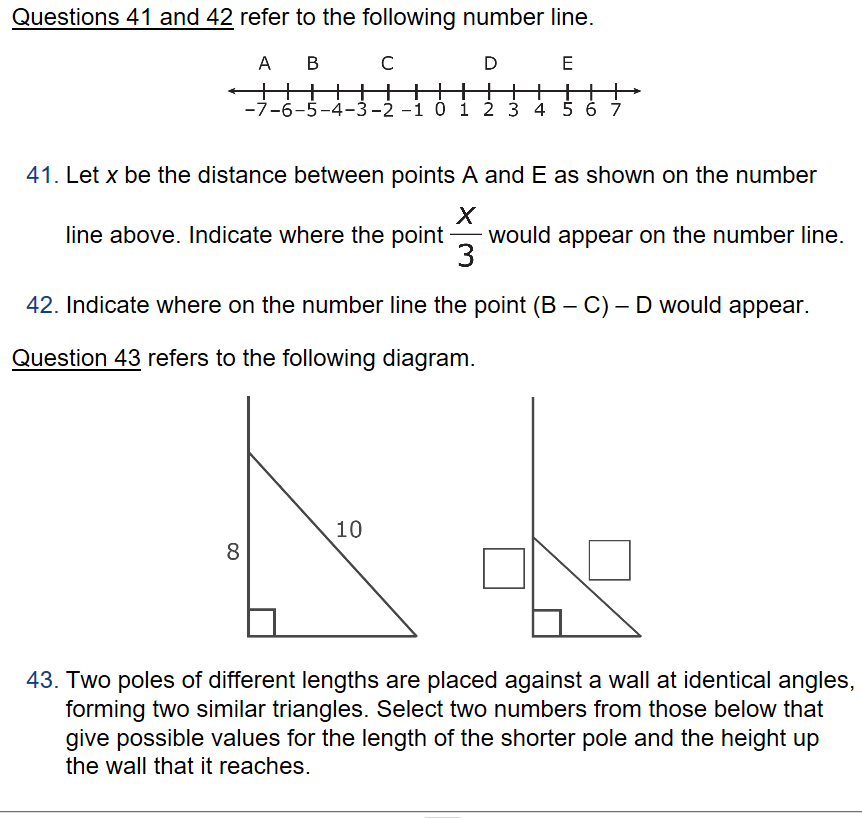 Questions 41 and 42 refer to the following number line.
A B C D E
-7 -6 -5 -4 -3 -2 -1 0 1 2 3 4 5 6 7
41. Let x be the distance between points A and E as shown on the number
line above. Indicate where the point x/3 would appear on the number line.
42. Indicate where on the number line the point (B – C) – D would appear.
Question 43 refers to the following diagram.
10
8
43. Two poles of different lengths are placed against a wall at identical angles,
forming two similar triangles. Select two numbers from those below that
give possible values for the length of the shorter pole and the height up
the wall that it reaches.